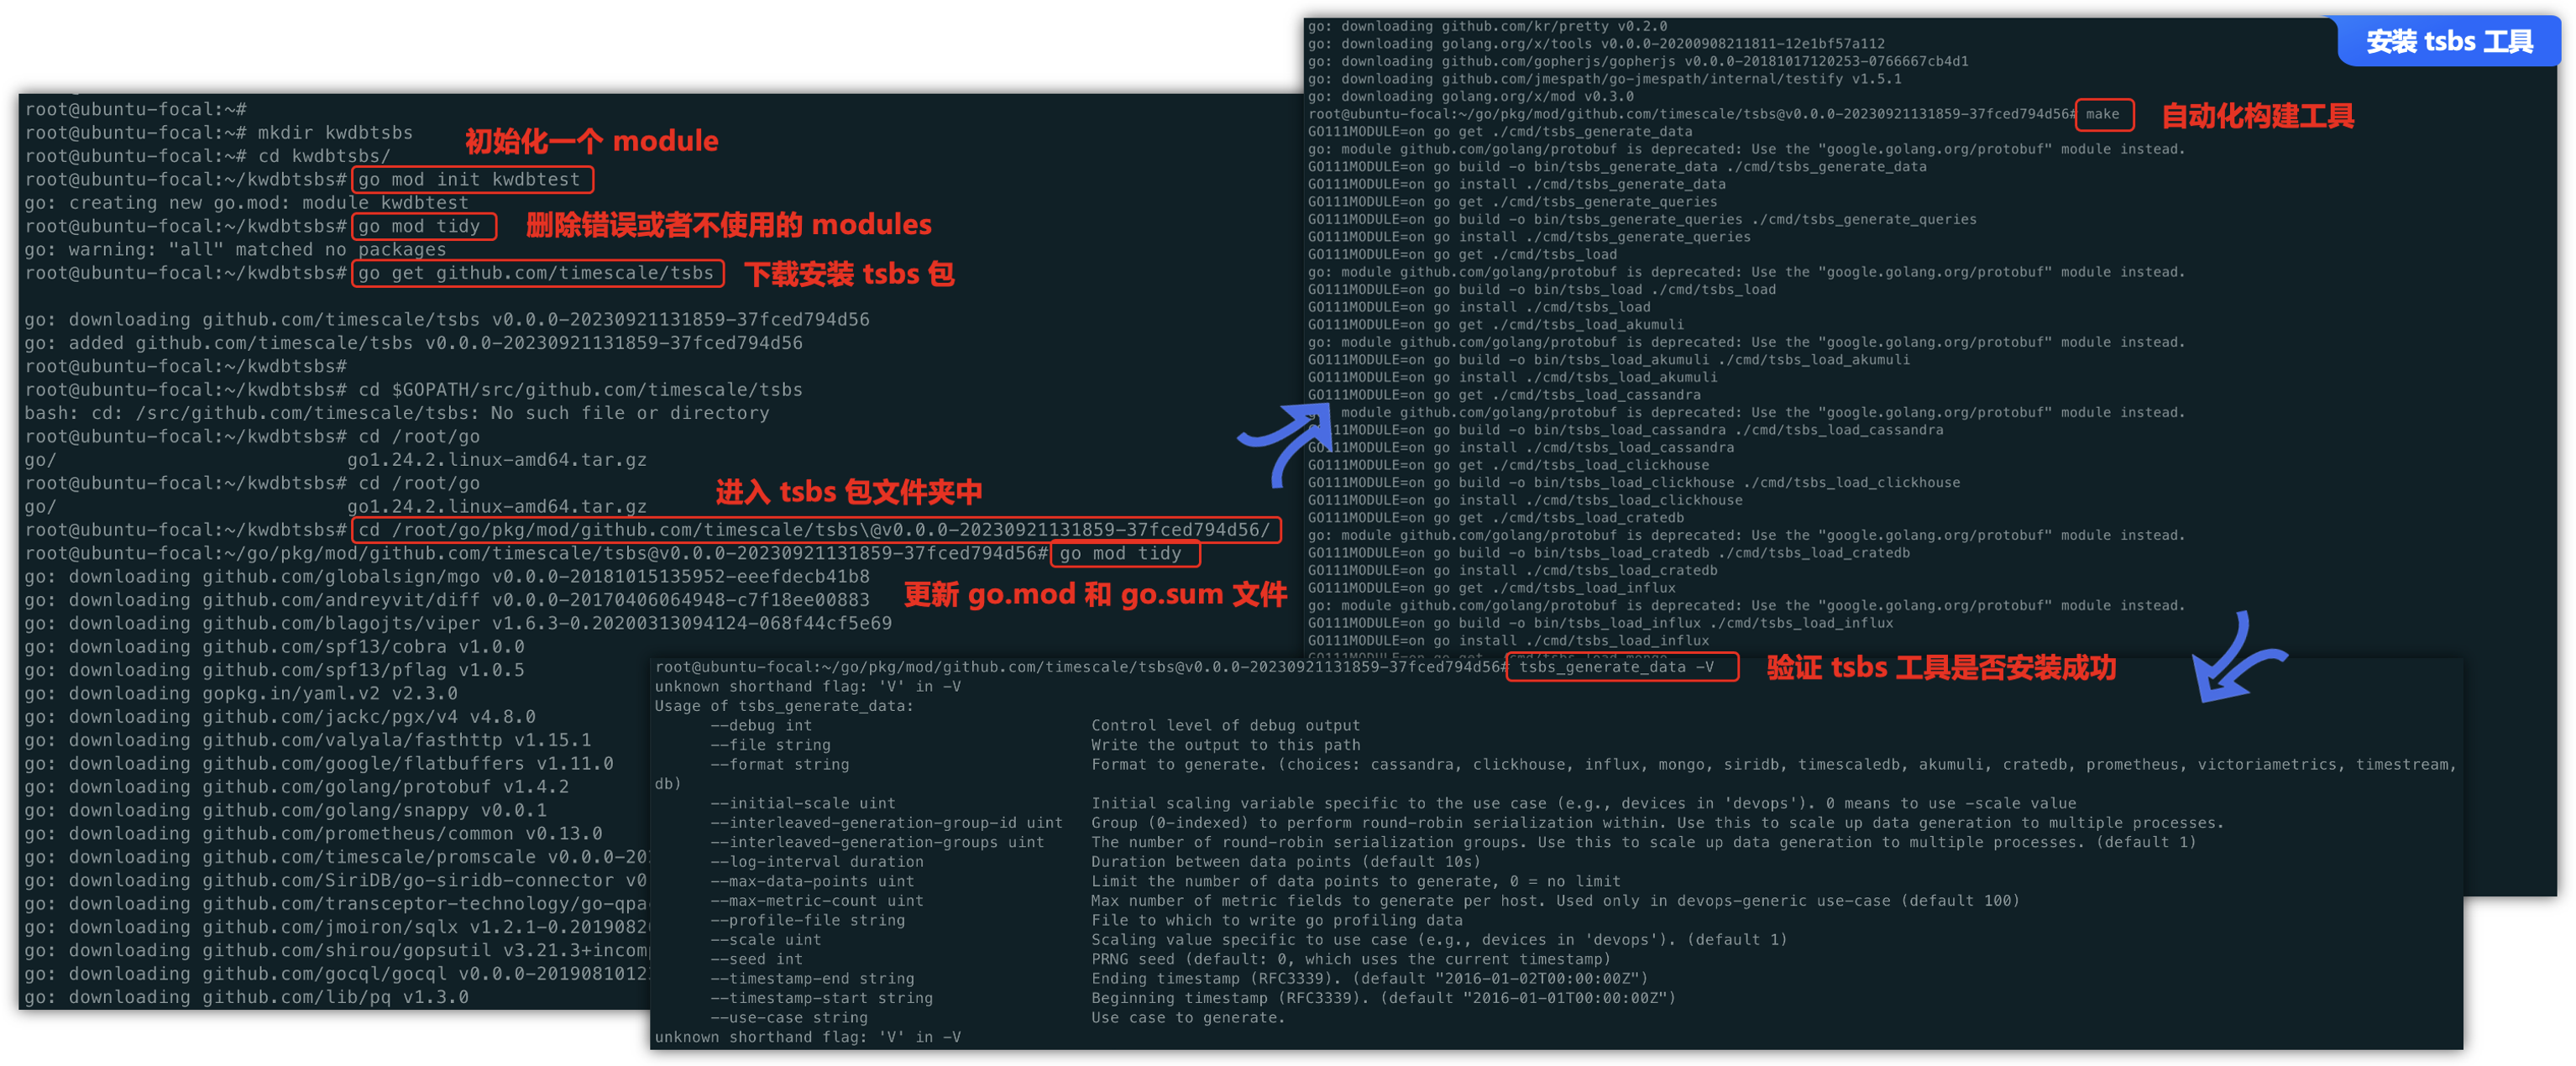 安装 tsbs 工具
root@ubuntu-focal:~#
root@ubuntu-focal:~# mkdir kwdbtsbs
root@ubuntu-focal:~# cd kwdbtsbs/
初始化一个 module
root@ubuntu-focal:~/kwdbtsbs# go mod init kwdbtest
go: creating new go.mod: module kwdbtest
root@ubuntu-focal:~/kwdbtsbs# go mod tidy
删除错误或者不使用的 modules
go: warning: "all" matched no packages
root@ubuntu-focal:~/kwdbtsbs# go get github.com/timescale/tsbs
下载安装 tsbs 包
go: downloading github.com/timescale/tsbs v0.0.0-20230921131859-37fced794d56
go: added github.com/timescale/tsbs v0.0.0-20230921131859-37fced794d56
root@ubuntu-focal:~/kwdbtsbs#
root@ubuntu-focal:~/kwdbtsbs# cd $GOPATH/src/github.com/timescale/tsbs
bash: cd: /src/github.com/timescale/tsbs: No such file or directory
root@ubuntu-focal:~/kwdbtsbs# cd /root/go
go/ go1.24.2.linux-amd64.tar.gz
root@ubuntu-focal:~/kwdbtsbs# cd /root/go
go/ go1.24.2.linux-amd64.tar.gz
进入 tsbs 包文件夹中
root@ubuntu-focal:~/kwdbtsbs# cd /root/go/pkg/mod/github.com/timescale/tsbs\@v0.0.0-20230921131859-37fced794d56/
root@ubuntu-focal:~/go/pkg/mod/github.com/timescale/tsbs@v0.0.0-20230921131859-37fced794d56# go mod tidy
更新 go.mod 和 go.sum 文件
go: downloading github.com/globalsign/mgo v0.0.0-20181015135952-eeefdecb41b8
go: downloading github.com/andreyvit/diff v0.0.0-20170406064948-c7f18ee00883
go: downloading github.com/blagojts/viper v1.6.3-0.20200313094124-068f44cf5e69
go: downloading github.com/spf13/cobra v1.0.0
go: downloading github.com/spf13/pflag v1.0.5
go: downloading gopkg.in/yaml.v2 v2.3.0
go: downloading github.com/jackc/pgx/v4 v4.8.0
go: downloading github.com/valyala/fasthttp v1.15.1
go: downloading github.com/google/flatbuffers v1.11.0
go: downloading github.com/golang/protobuf v1.4.2
go: downloading github.com/golang/snappy v0.0.1
go: downloading github.com/prometheus/common v0.13.0
go: downloading github.com/timescale/promscale v0.0.0-20
go: downloading github.com/SiriDB/go-siridb-connector v0
go: downloading github.com/transceptor-technology/go-qpa
go: downloading github.com/jmoiron/sqlx v1.2.1-0.2019082
go: downloading github.com/shirou/gopsutil v3.21.3+incom
go: downloading github.com/gocql/gocql v0.0.0-2019081012
go: downloading github.com/lib/pq v1.3.0
go: downloading github.com/kr/pretty v0.2.0
go: downloading golang.org/x/tools v0.0.0-20200908211811-12e1bf57a112
go: downloading github.com/gopherjs/gopherjs v0.0.0-20181017120253-0766667cb4d1
go: downloading github.com/jmespath/go-jmespath/internal/testify v1.5.1
go: downloading golang.org/x/mod v0.3.0
root@ubuntu-focal:~/go/pkg/mod/github.com/timescale/tsbs@v0.0.0-20230921131859-37fced794d56# make
自动化构建工具
GO111MODULE=on go get ./cmd/tsbs_generate_data
go: module github.com/golang/protobuf is deprecated: Use the "google.golang.org/protobuf" module instead.
GO111MODULE=on go build -o bin/tsbs_generate_data ./cmd/tsbs_generate_data
GO111MODULE=on go install ./cmd/tsbs_generate_data
GO111MODULE=on go get ./cmd/tsbs_generate_queries
GO111MODULE=on go build -o bin/tsbs_generate_queries ./cmd/tsbs_generate_queries
GO111MODULE=on go install ./cmd/tsbs_generate_queries
GO111MODULE=on go get ./cmd/tsbs_load
go: module github.com/golang/protobuf is deprecated: Use the "google.golang.org/protobuf" module instead.
GO111MODULE=on go build -o bin/tsbs_load ./cmd/tsbs_load
GO111MODULE=on go install ./cmd/tsbs_load
GO111MODULE=on go get ./cmd/tsbs_load_akumuli
go: module github.com/golang/protobuf is deprecated: Use the "google.golang.org/protobuf" module instead.
GO111MODULE=on go build -o bin/tsbs_load_akumuli ./cmd/tsbs_load_akumuli
GO111MODULE=on go install ./cmd/tsbs_load_akumuli
GO111MODULE=on go get ./cmd/tsbs_load_cassandra
module github.com/golang/protobuf is deprecated: Use the "google.golang.org/protobuf" module instead.
GO111MODULE=on go build -o bin/tsbs_load_cassandra ./cmd/tsbs_load_cassandra
GO111MODULE=on go install ./cmd/tsbs_load_cassandra
GO111MODULE=on go get ./cmd/tsbs_load_clickhouse
go: module github.com/golang/protobuf is deprecated: Use the "google.golang.org/protobuf" module instead.
GO111MODULE=on go build -o bin/tsbs_load_clickhouse ./cmd/tsbs_load_clickhouse
GO111MODULE=on go install ./cmd/tsbs_load_clickhouse
GO111MODULE=on go get ./cmd/tsbs_load_cratedb
go: module github.com/golang/protobuf is deprecated: Use the "google.golang.org/protobuf" module instead.
GO111MODULE=on go build -o bin/tsbs_load_cratedb ./cmd/tsbs_load_cratedb
GO111MODULE=on go install ./cmd/tsbs_load_cratedb
GO111MODULE=on go get ./cmd/tsbs_load_influx
go: module github.com/golang/protobuf is deprecated: Use the "google.golang.org/protobuf" module instead.
GO111MODULE=on go build -o bin/tsbs_load_influx ./cmd/tsbs_load_influx
GO111MODULE=on go install ./cmd/tsbs_load_influx
root@ubuntu-focal:~/go/pkg/mod/github.com/timescale/tsbs@v0.0.0-20230921131859-37fced794d56# tsbs_generate_data -V
验证 tsbs 工具是否安装成功
unknown shorthand flag: 'V' in -V
Usage of tsbs_generate_data:
--debug int Control level of debug output
--file string Write the output to this path
--format string Format to generate. (choices: cassandra, clickhouse, influx, mongo, siridb, timescaledb, akumuli, cratedb, prometheus, victoriametrics, timestream,
db)
--initial-scale uint Initial scaling variable specific to the use case (e.g., devices in 'devops'). 0 means to use -scale value
--interleaved-generation-group-id uint Group (0-indexed) to perform round-robin serialization within. Use this to scale up data generation to multiple processes.
--interleaved-generation-groups uint The number of round-robin serialization groups. Use this to scale up data generation to multiple processes. (default 1)
--log-interval duration Duration between data points (default 10s)
--max-data-points uint Limit the number of data points to generate, 0 = no limit
--max-metric-count uint Max number of metric fields to generate per host. Used only in devops-generic use-case (default 100)
--profile-file string File to which to write go profiling data
--scale uint Scaling value specific to use case (e.g., devices in 'devops'). (default 1)
--seed int PRNG seed (default: 0, which uses the current timestamp)
--timestamp-end string Ending timestamp (RFC3339). (default "2016-01-02T00:00:00Z")
--timestamp-start string Beginning timestamp (RFC3339). (default "2016-01-01T00:00:00Z")
--use-case string Use case to generate.
unknown shorthand flag: 'V' in -V